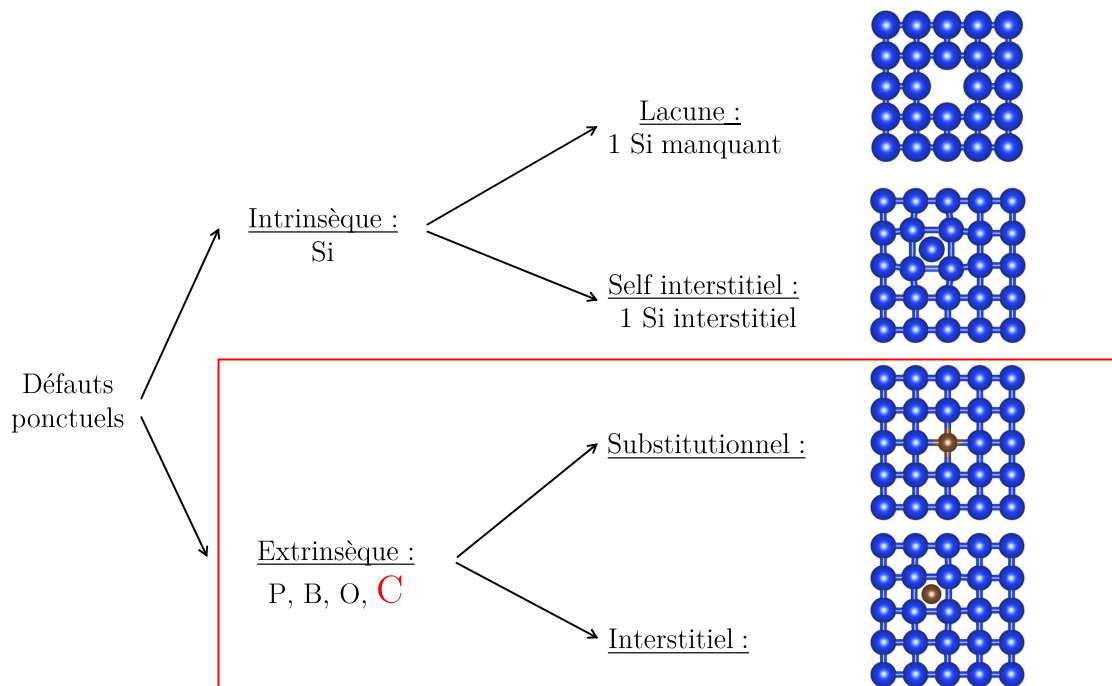 Lacune :
1 Si manquant
Intrinsèque :
Si
Self interstitiel :
1 Si interstitiel
Défauts
ponctuels
Substitutionnel :
Extrinsèque :
P, B, O, C
Interstitiel :